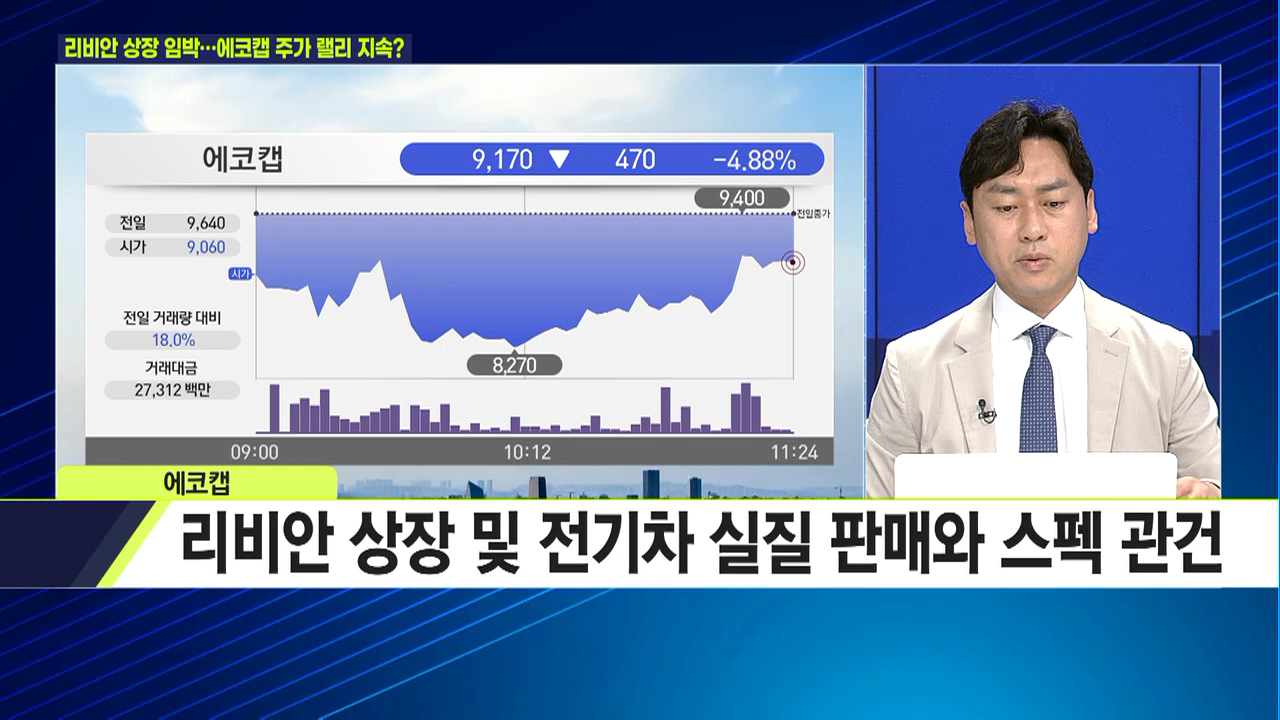 리비안 상장 임박…에코캡 주가 랠리 지속?
에코캡 9,170 ▼ 470 -4.88%
9,400
전일종가
전일 9,640
시가 9,060
시가
전일 거래량 대비
18.0%
거래대금
27,312 백만
8,270
09:00 10:12 11:24
에코캡
리비안 상장 및 전기차 실질 판매와 스펙 관건